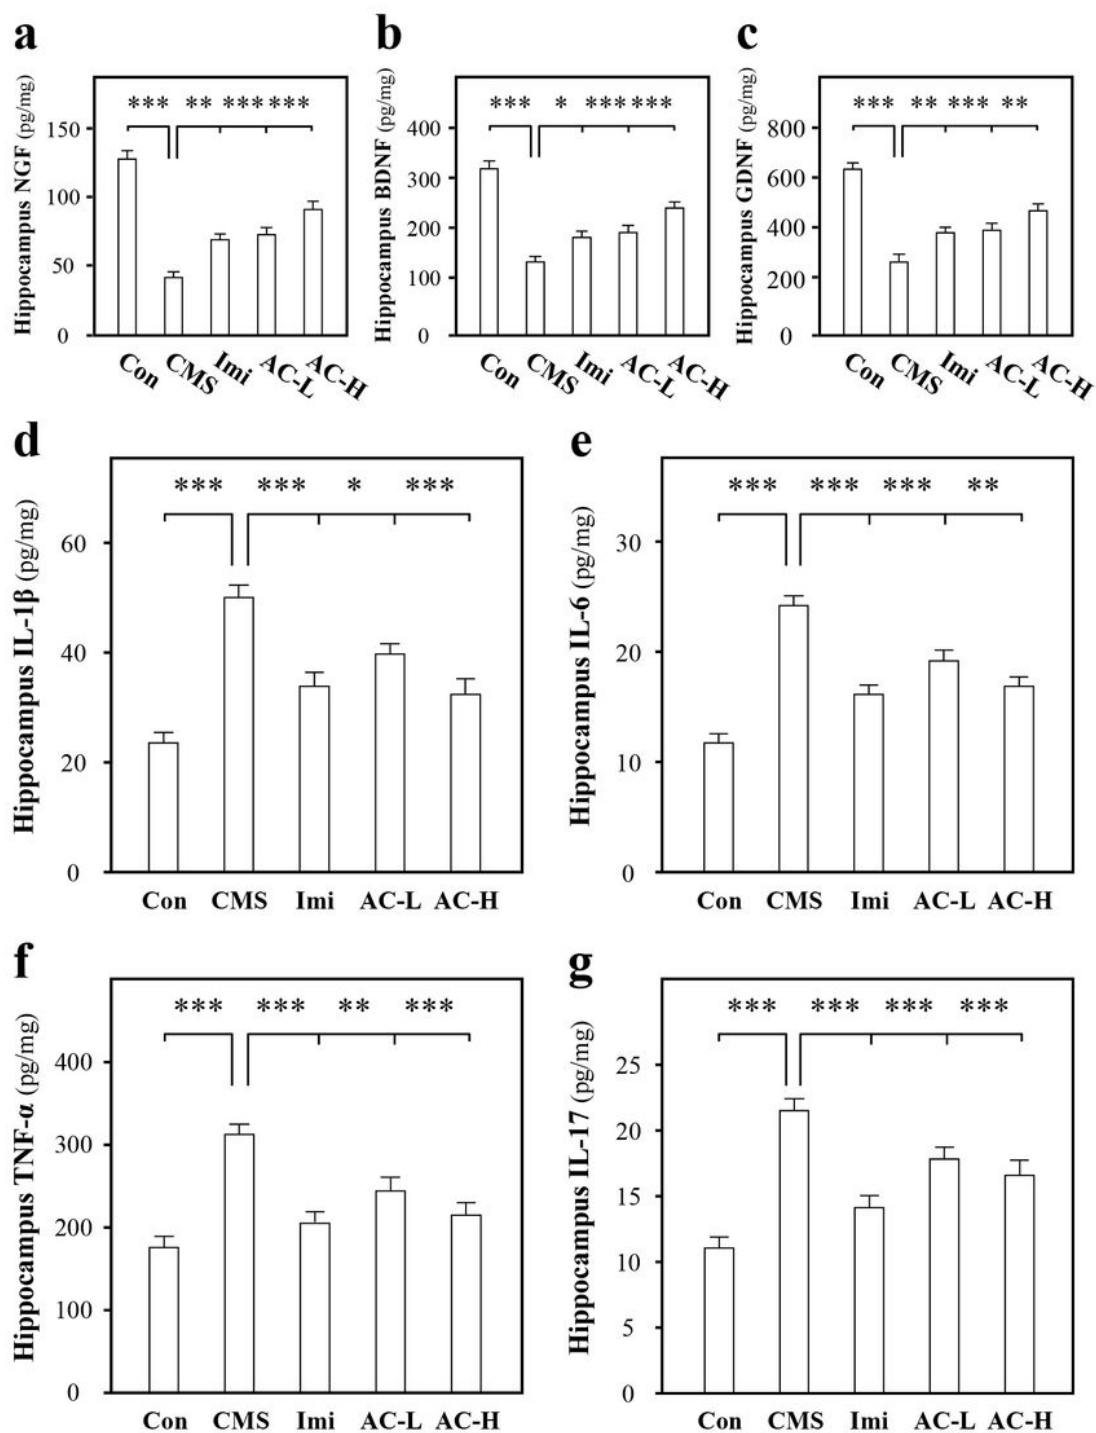 a
Hippocampus NGF (pg/mg)
*** ** *** ***
150
100
50
0
Con CMS Imi AC-L AC-H
b
Hippocampus BDNF (pg/mg)
*** * *** ***
400
300
200
100
0
Con CMS Imi AC-L AC-H
c
Hippocampus GDNF (pg/mg)
*** ** *** **
800
600
400
200
0
Con CMS Imi AC-L AC-H
d
Hippocampus IL-1β (pg/mg)
*** *** * ***
60
40
20
0
Con CMS Imi AC-L AC-H
e
Hippocampus IL-6 (pg/mg)
*** *** *** **
30
20
10
0
Con CMS Imi AC-L AC-H
f
Hippocampus TNF-α (pg/mg)
*** *** ** ***
400
300
200
100
0
Con CMS Imi AC-L AC-H
g
Hippocampus IL-17 (pg/mg)
*** *** *** ***
25
20
15
10
5
0
Con CMS Imi AC-L AC-H